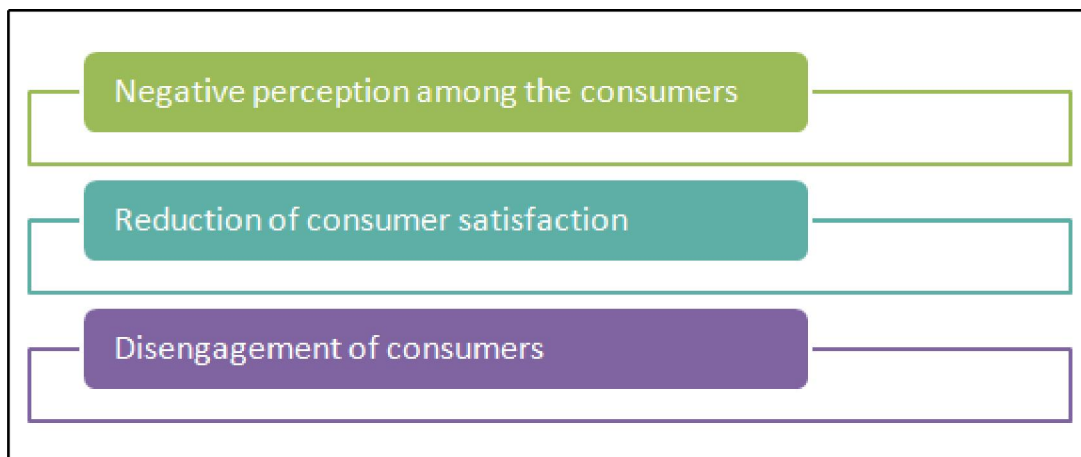 Negative perception among the consumers
Reduction of consumer satisfaction
Disengagement of consumers